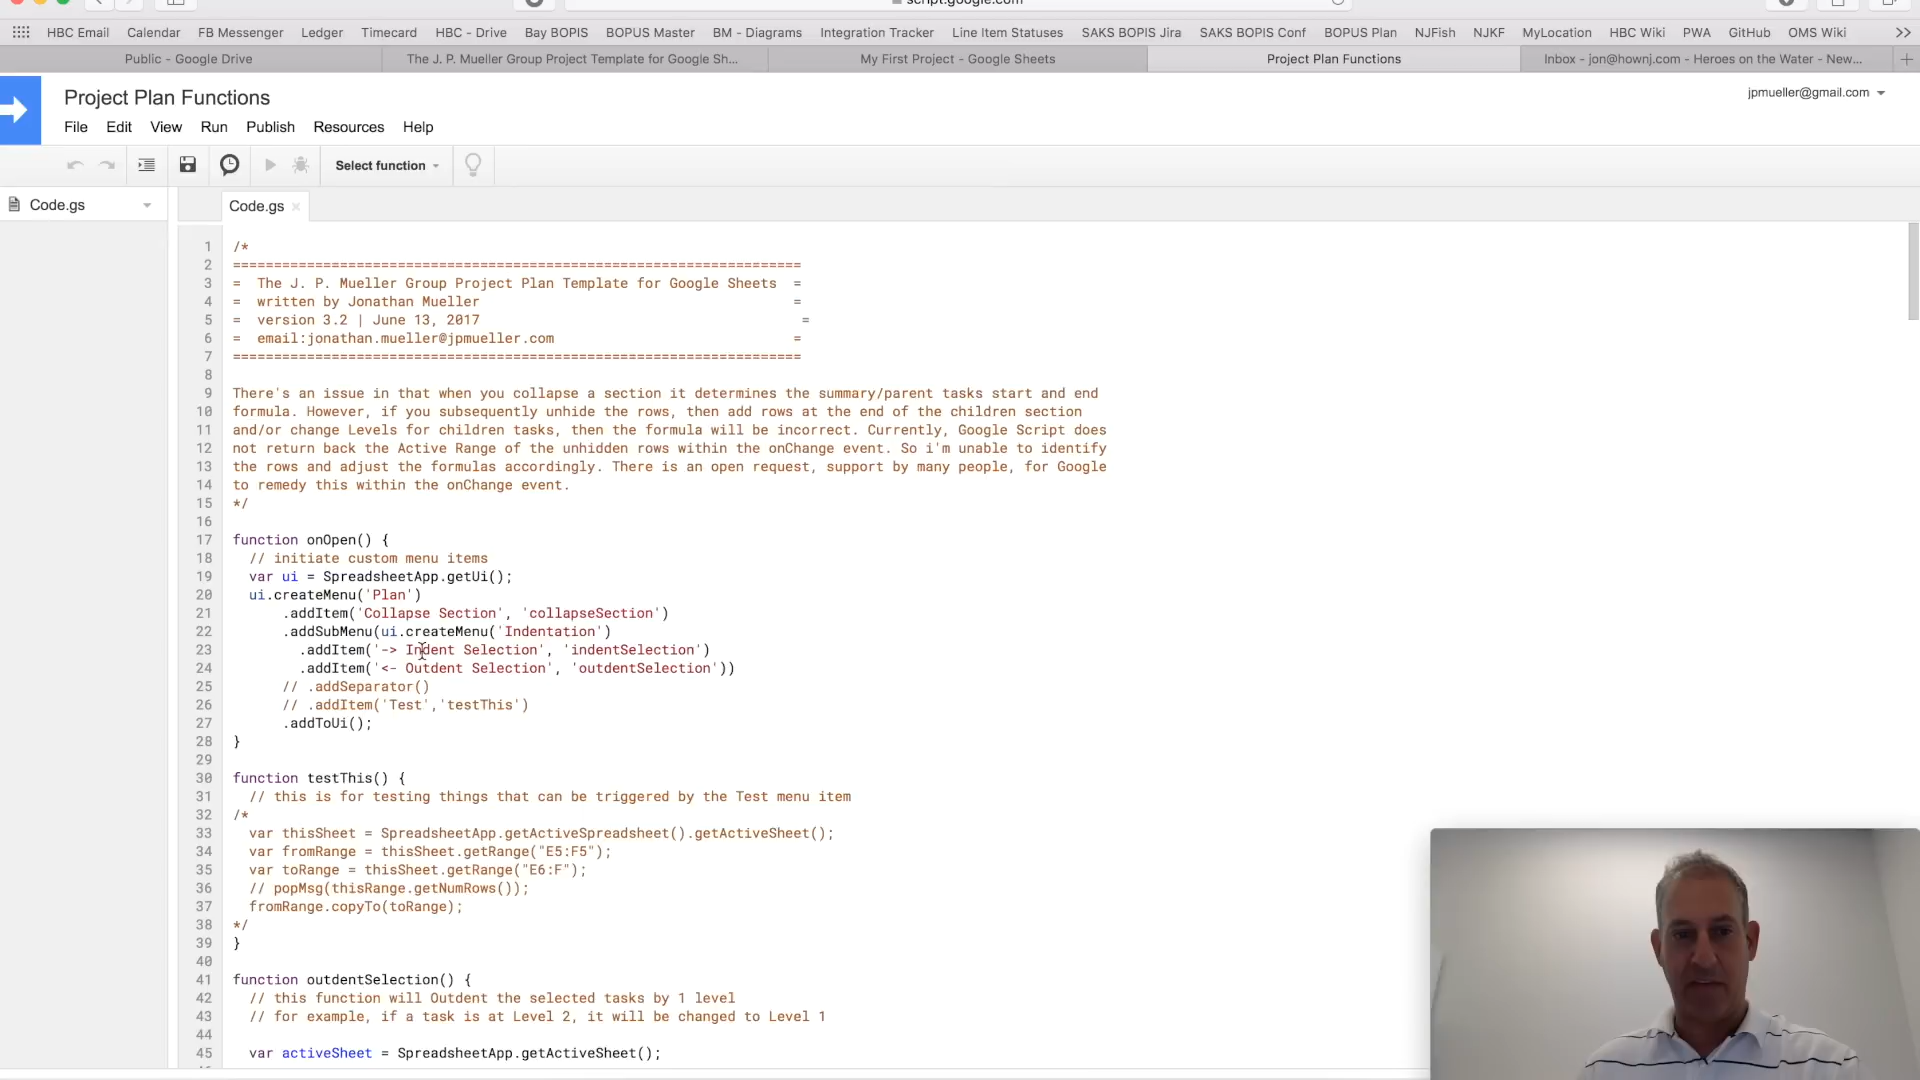 script.google.com
HBC Email Calendar FB Messenger Ledger Timecard HBC - Drive Bay BOPIS BOPUS Master BM - Diagrams Integration Tracker Line Item Statuses SAKS BOPIS Jira SAKS BOPIS Conf BOPUS Plan NJFish NJKF MyLocation HBC Wiki PWA GitHub OMS Wiki >>
Public - Google Drive The J. P. Mueller Group Project Template for Google Sh... My First Project - Google Sheets Project Plan Functions Inbox - jon@hownj.com - Heroes on the Water - New... +
Project Plan Functions
jpmueller@gmail.com
File Edit View Run Publish Resources Help
Select function
Code.gs
Code.gs ×
1 /*
2 =====================================================================
3 =  The J. P. Mueller Group Project Plan Template for Google Sheets  =
4 =  written by Jonathan Mueller                                      =
5 =  version 3.2 | June 13, 2017                                       =
6 =  email:jonathan.mueller@jpmueller.com                             =
7 =====================================================================
8
9 There's an issue in that when you collapse a section it determines the summary/parent tasks start and end
10 formula. However, if you subsequently unhide the rows, then add rows at the end of the children section
11 and/or change Levels for children tasks, then the formula will be incorrect. Currently, Google Script does
12 not return back the Active Range of the unhidden rows within the onChange event. So i'm unable to identify
13 the rows and adjust the formulas accordingly. There is an open request, support by many people, for Google
14 to remedy this within the onChange event.
15 */
16
17 function onOpen() {
18   // initiate custom menu items
19   var ui = SpreadsheetApp.getUi();
20   ui.createMenu('Plan')
21       .addItem('Collapse Section', 'collapseSection')
22       .addSubMenu(ui.createMenu('Indentation')
23         .addItem('-> Indent Selection', 'indentSelection')
24         .addItem('<- Outdent Selection', 'outdentSelection'))
25       // .addSeparator()
26       // .addItem('Test','testThis')
27       .addToUi();
28 }
29
30 function testThis() {
31   // this is for testing things that can be triggered by the Test menu item
32 /*
33   var thisSheet = SpreadsheetApp.getActiveSpreadsheet().getActiveSheet();
34   var fromRange = thisSheet.getRange("E5:F5");
35   var toRange = thisSheet.getRange("E6:F");
36   // popMsg(thisRange.getNumRows());
37   fromRange.copyTo(toRange);
38 */
39 }
40
41 function outdentSelection() {
42   // this function will Outdent the selected tasks by 1 level
43   // for example, if a task is at Level 2, it will be changed to Level 1
44
45   var activeSheet = SpreadsheetApp.getActiveSheet();